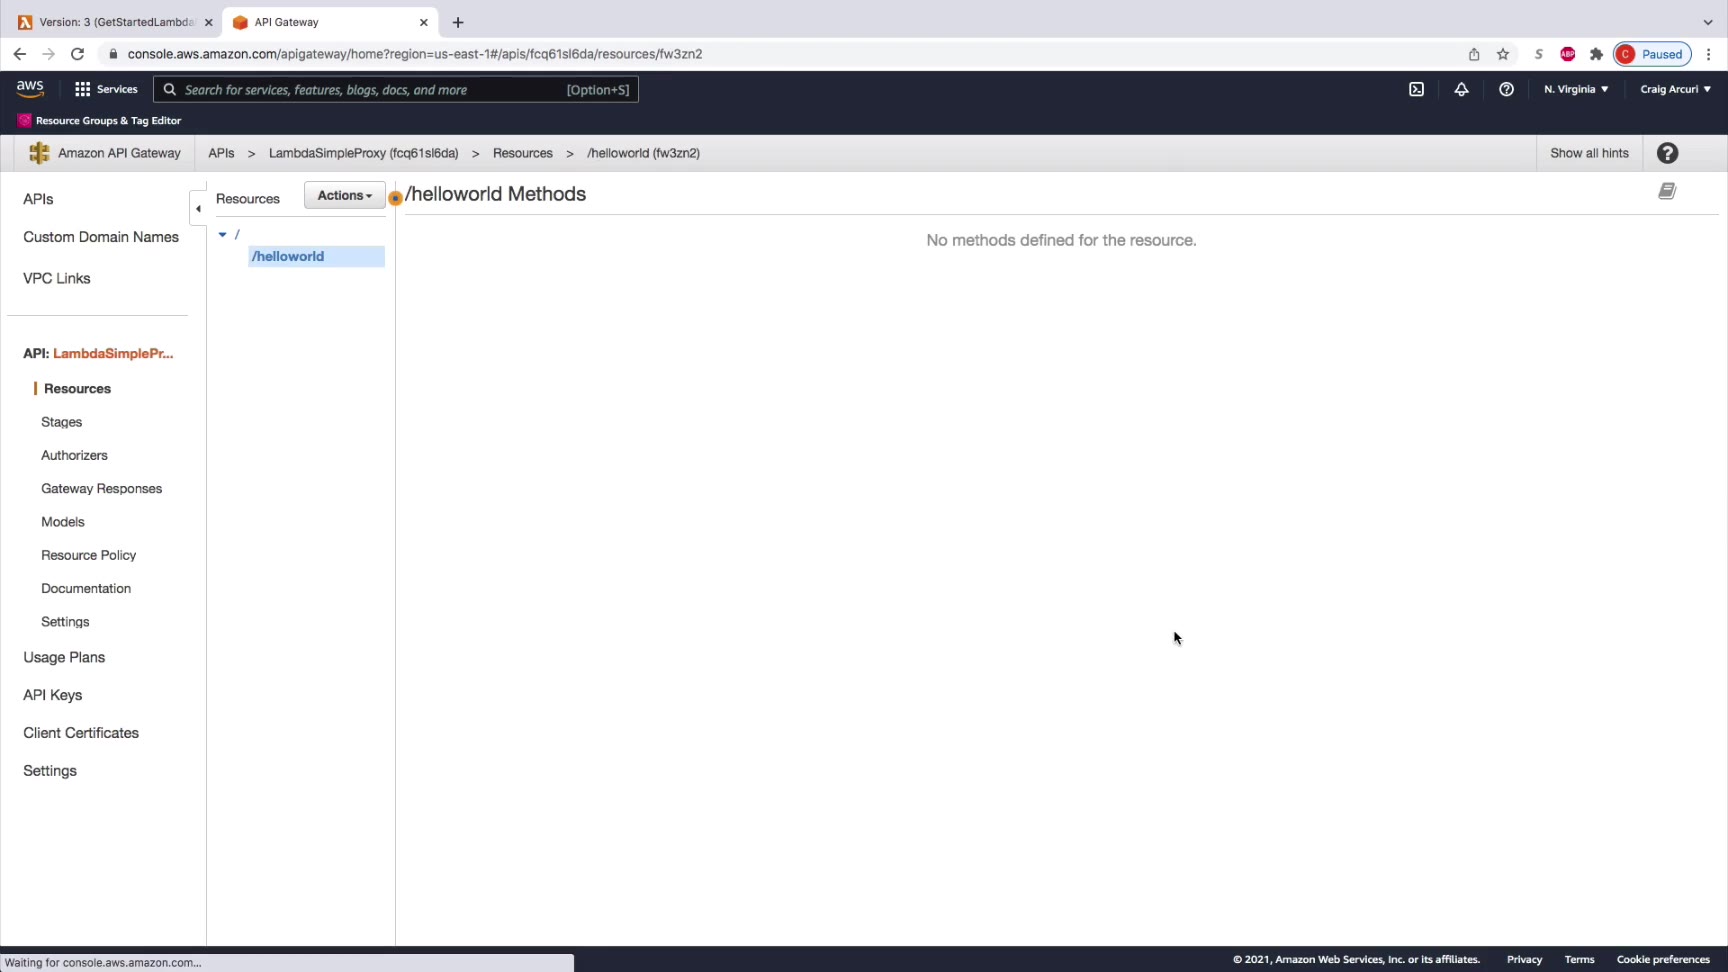 Version: 3 (GetStartedLambda
API Gateway
console.aws.amazon.com/apigateway/home?region=us-east-1#/apis/fcq61sl6da/resources/fw3zn2
S
ABP
C Paused
aws
Services
Search for services, features, blogs, docs, and more [Option+S]
N. Virginia
Craig Arcuri
Resource Groups & Tag Editor
Amazon API Gateway
APIs > LambdaSimpleProxy (fcq61sl6da) > Resources > /helloworld (fw3zn2)
Show all hints
?
APIs
Custom Domain Names
VPC Links
API: LambdaSimplePr...
Resources
Stages
Authorizers
Gateway Responses
Models
Resource Policy
Documentation
Settings
Usage Plans
API Keys
Client Certificates
Settings
Resources
Actions
/
/helloworld
/helloworld Methods
No methods defined for the resource.
Waiting for console.aws.amazon.com...
© 2021, Amazon Web Services, Inc. or its affiliates.
Privacy
Terms
Cookie preferences